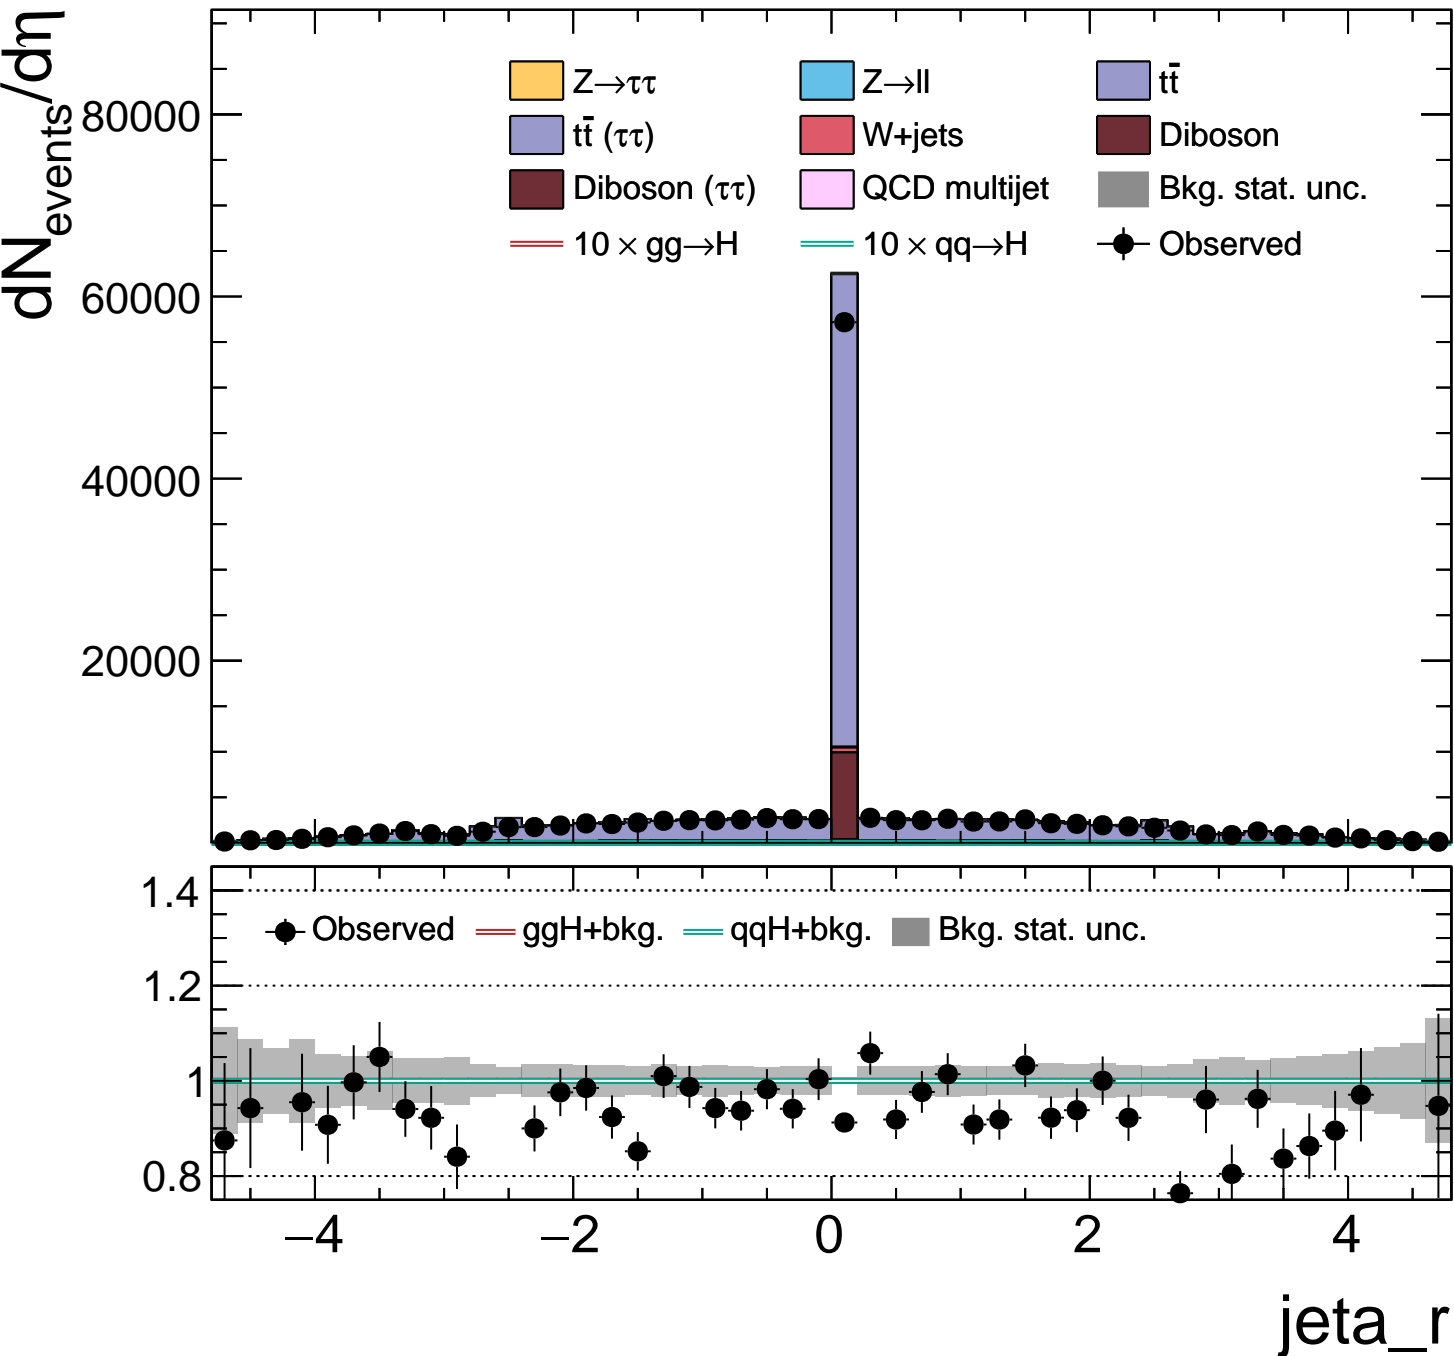 dN_events/dη
80000
60000
40000
20000
Z→ττ Z→ll tt̄
tt̄ (ττ) W+jets Diboson
Diboson (ττ) QCD multijet Bkg. stat. unc.
10 × gg→H 10 × qq→H Observed
1.4
1.2
1
0.8
Observed ggH+bkg. qqH+bkg. Bkg. stat. unc.
−4 −2 0 2 4
jeta_r